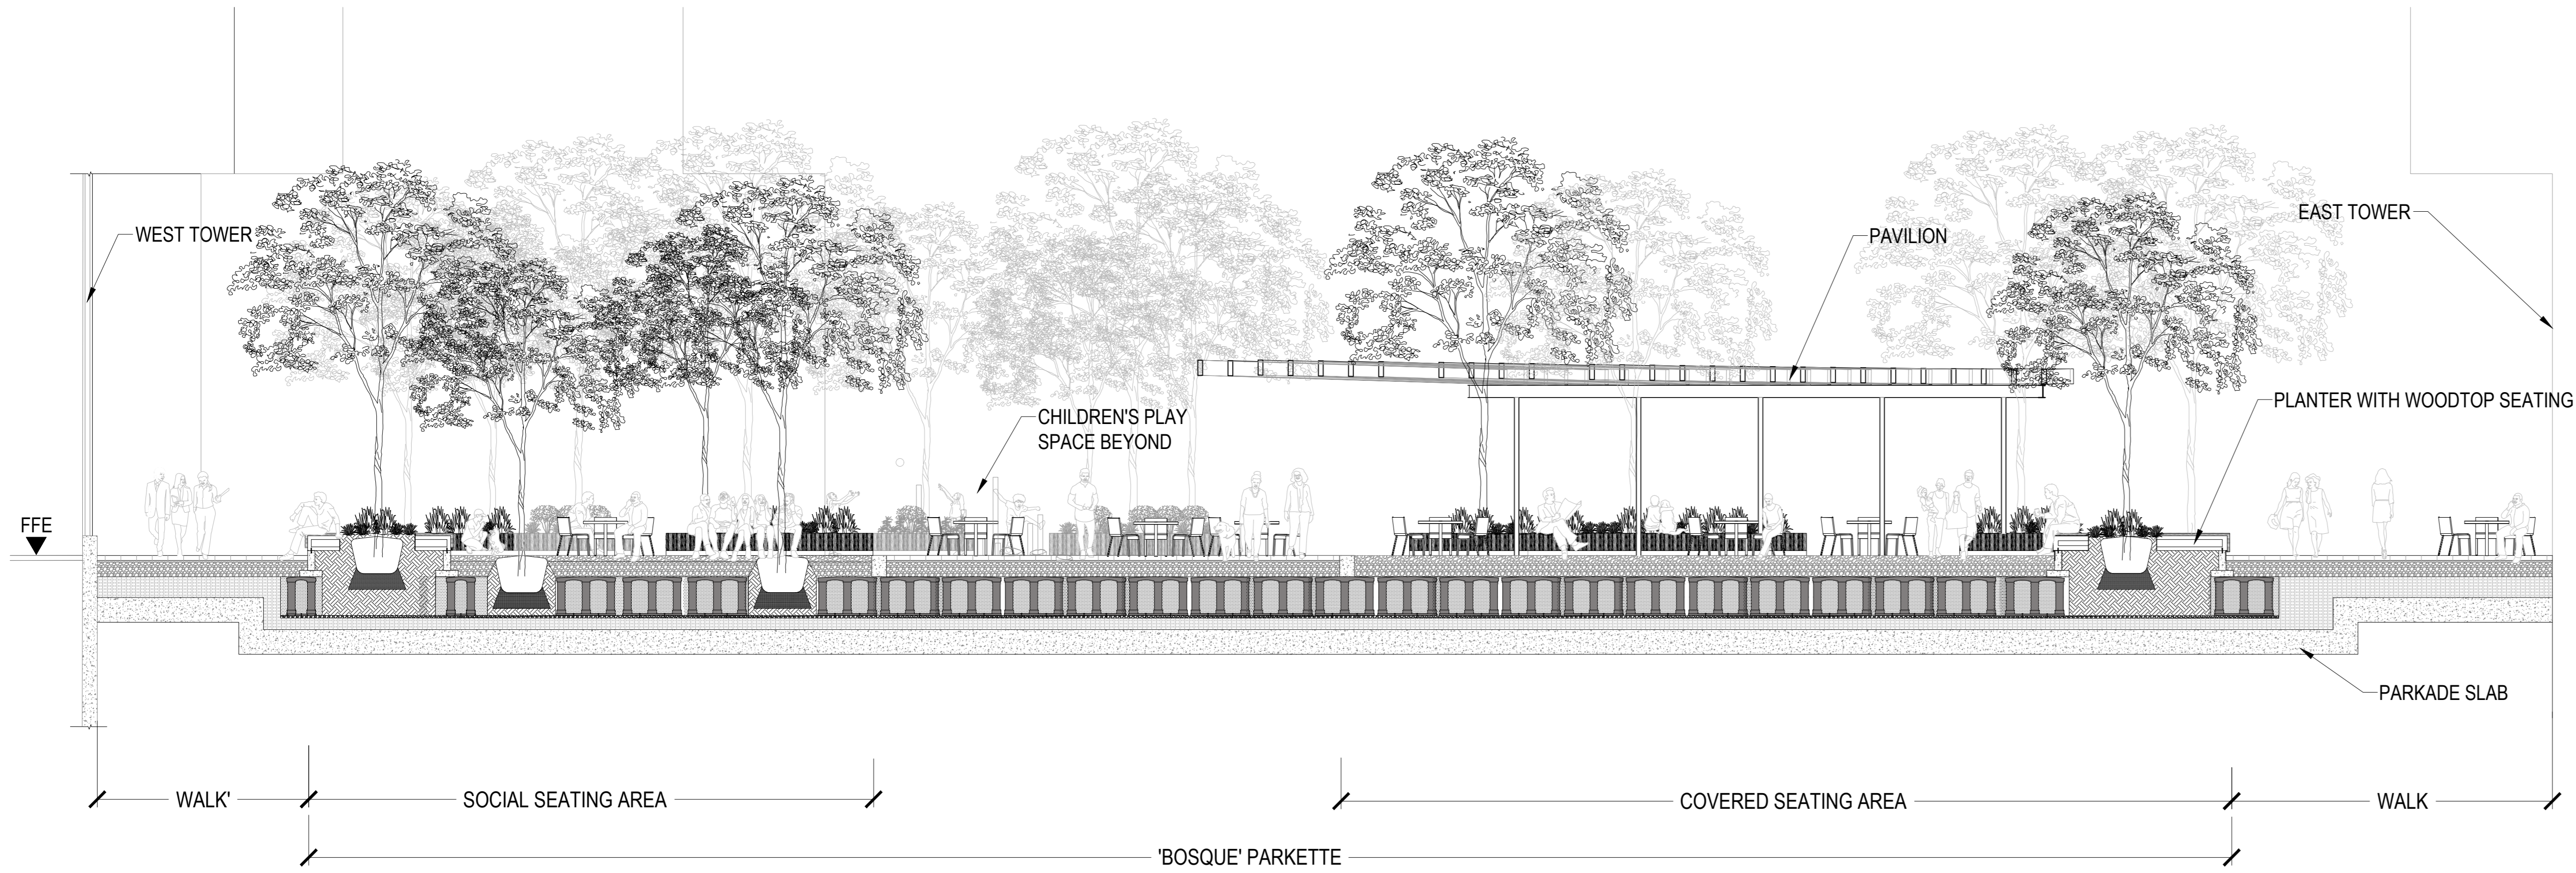 WEST TOWER
EAST TOWER
PAVILION
PLANTER WITH WOODTOP SEATING
CHILDREN'S PLAY
SPACE BEYOND
FFE
PARKADE SLAB
WALK'
SOCIAL SEATING AREA
COVERED SEATING AREA
WALK
'BOSQUE' PARKETTE